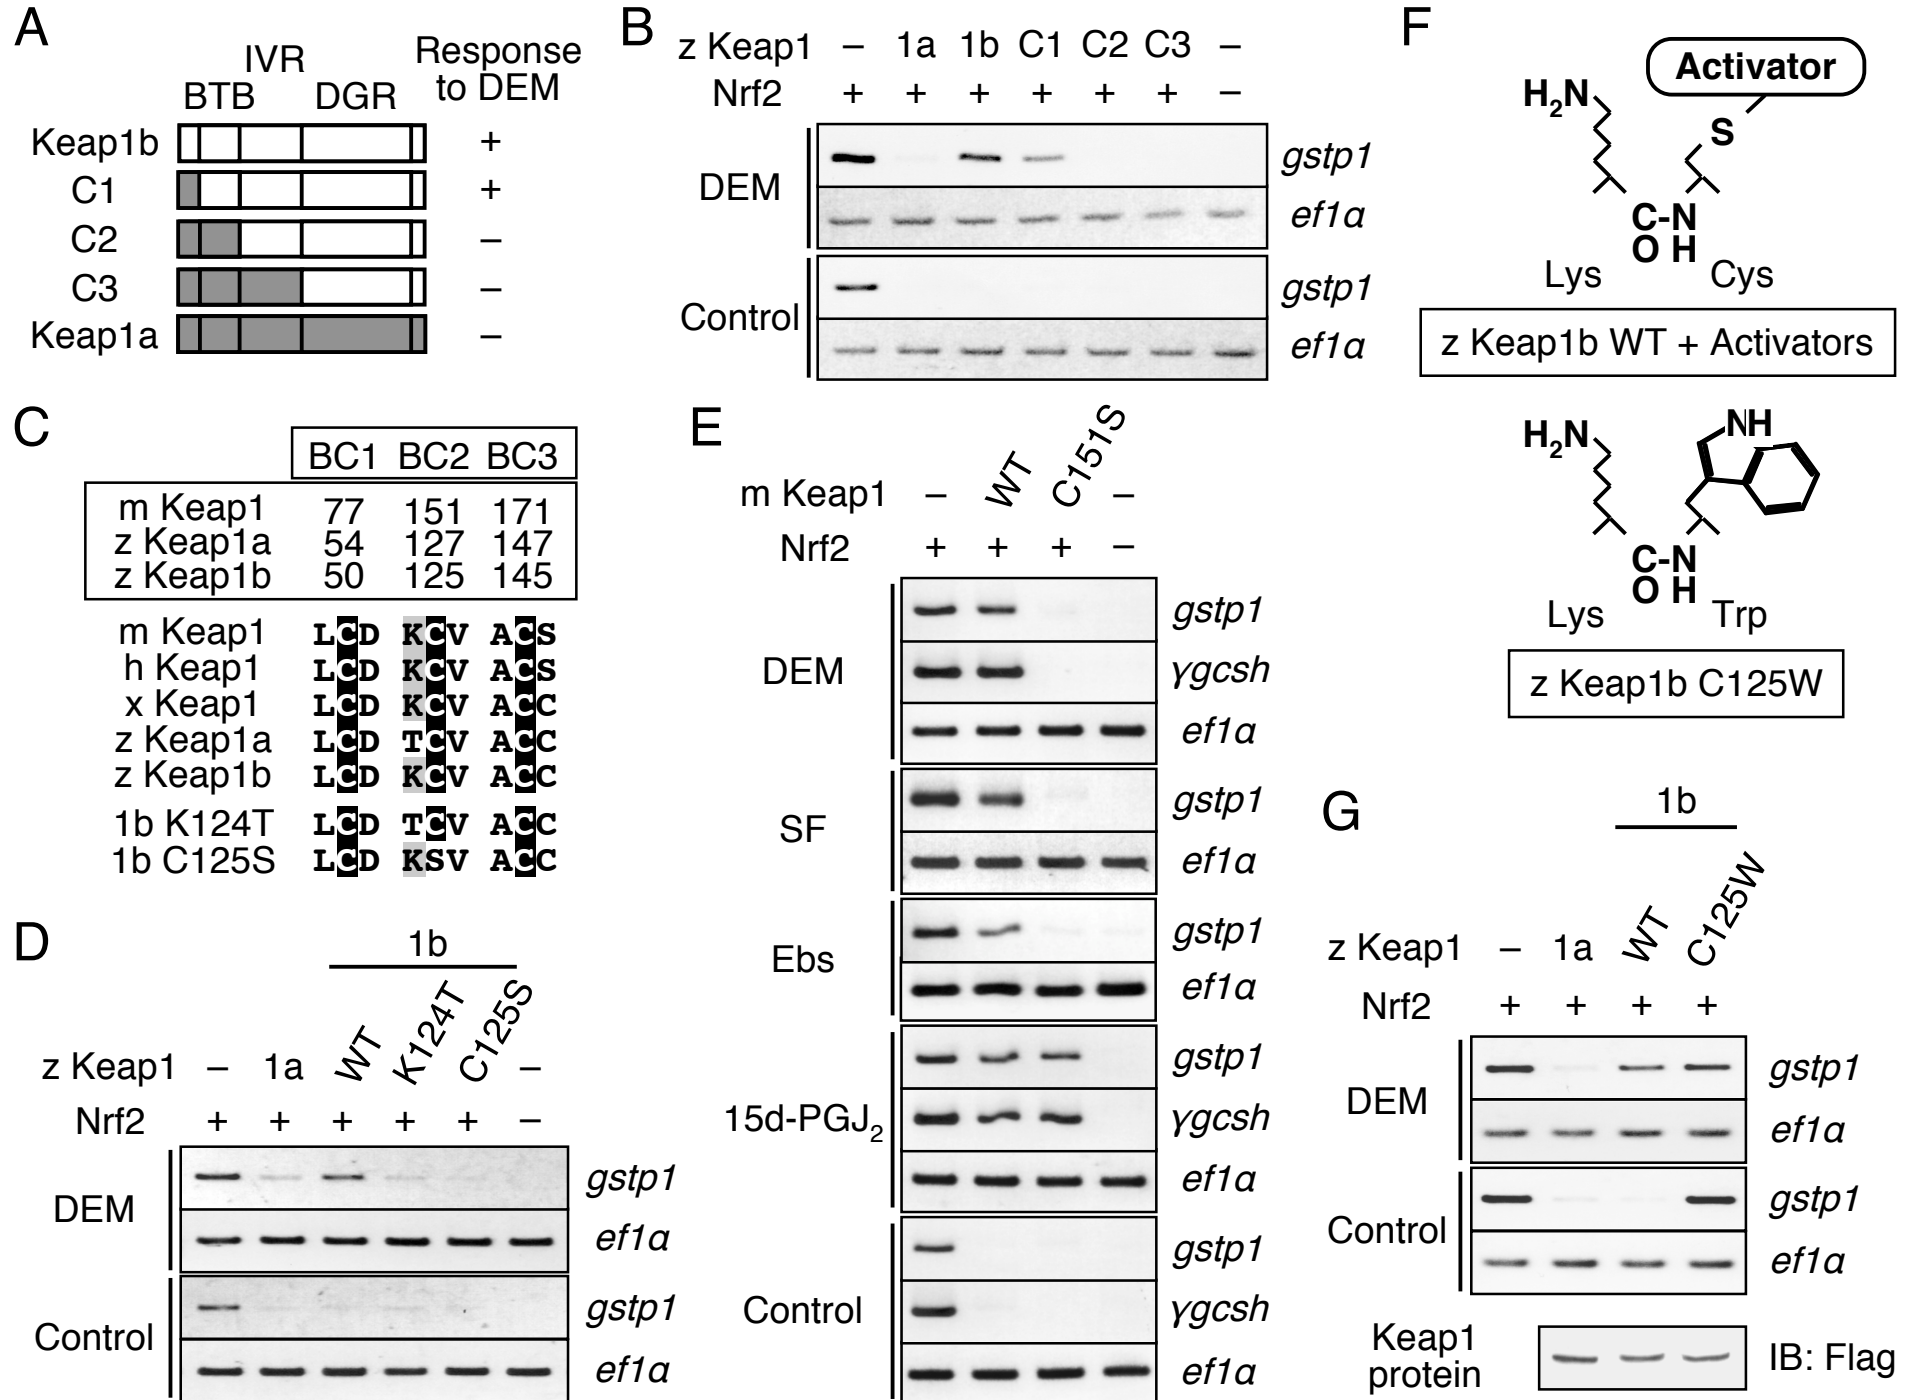 A
IVR
Response
to DEM
BTB
DGR
Keap1b +
C1 +
C2 –
C3 –
Keap1a –
B
z Keap1 – 1a 1b C1 C2 C3 –
Nrf2 + + + + + + –
DEM
gstp1
ef1α
Control
gstp1
ef1α
C
BC1 BC2 BC3
m Keap1 77 151 171
z Keap1a 54 127 147
z Keap1b 50 125 145
m Keap1 LCD KCV ACS
h Keap1 LCD KCV ACS
x Keap1 LCD KCV ACC
z Keap1a LCD TCV ACC
z Keap1b LCD KCV ACC
1b K124T LCD TCV ACC
1b C125S LCD KSV ACC
D
1b
z Keap1 – 1a WT K124T C125S –
Nrf2 + + + + + –
DEM
gstp1
ef1α
Control
gstp1
ef1α
E
m Keap1 – WT C151S –
Nrf2 + + + –
DEM
gstp1
γgcsh
ef1α
SF
gstp1
ef1α
Ebs
gstp1
ef1α
15d-PGJ2
gstp1
γgcsh
ef1α
Control
gstp1
γgcsh
ef1α
F
Activator
H2N
S
C-N
O H
Lys Cys
z Keap1b WT + Activators
NH
H2N
C-N
O H
Lys Trp
z Keap1b C125W
G
1b
z Keap1 – 1a WT C125W
Nrf2 + + + +
DEM
gstp1
ef1α
Control
gstp1
ef1α
Keap1
protein
IB: Flag